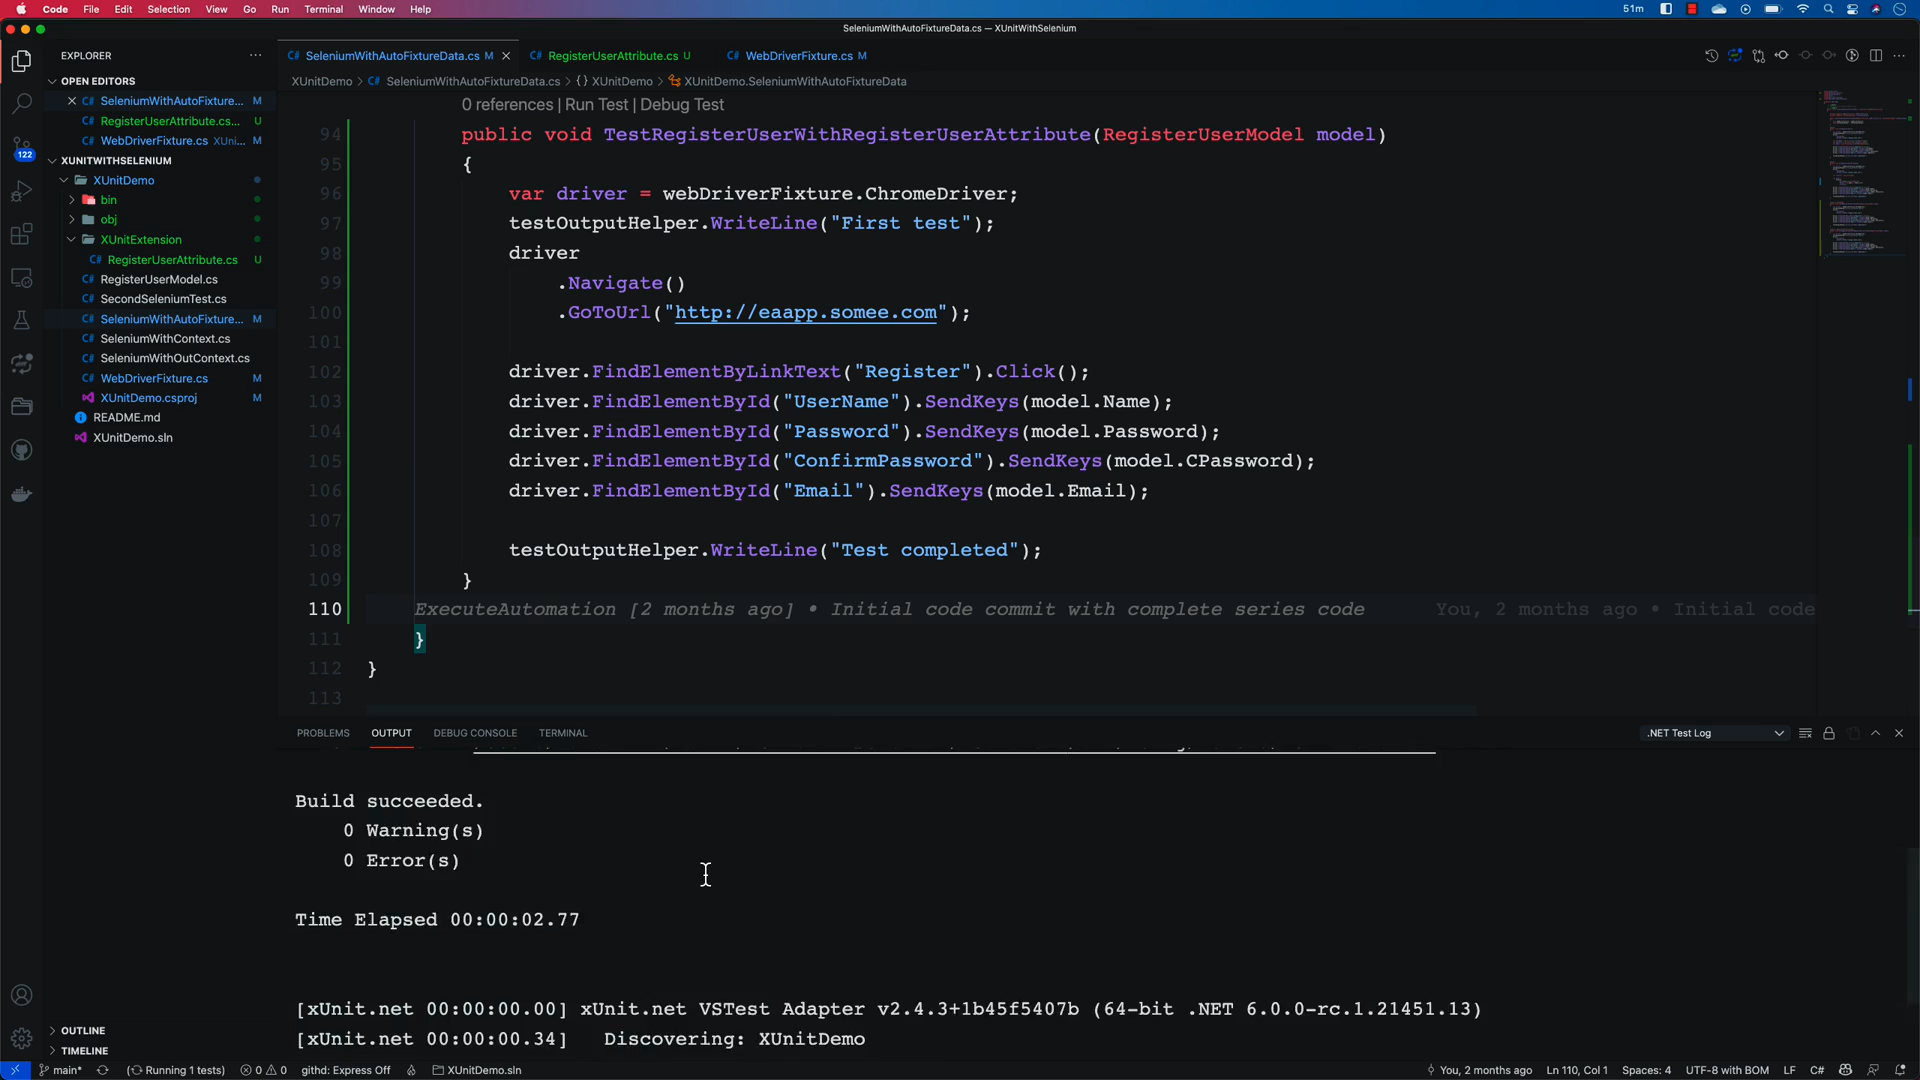 Code File Edit Selection View Go Run Terminal Window Help 51m
SeleniumWithAutoFixtureData.cs — XUnitWithSelenium
EXPLORER
SeleniumWithAutoFixtureData.cs M
RegisterUserAttribute.cs U
WebDriverFixture.cs M
OPEN EDITORS
XUnitDemo > SeleniumWithAutoFixtureData.cs > {} XUnitDemo > XUnitDemo.SeleniumWithAutoFixtureData
SeleniumWithAutoFixture... M
RegisterUserAttribute.cs... U
WebDriverFixture.cs XUni... M
XUNITWITHSELENIUM
XUnitDemo
bin
obj
XUnitExtension
RegisterUserAttribute.cs U
RegisterUserModel.cs
SecondSeleniumTest.cs
SeleniumWithAutoFixture... M
SeleniumWithContext.cs
SeleniumWithOutContext.cs
WebDriverFixture.cs M
XUnitDemo.csproj M
README.md
XUnitDemo.sln
122
OUTLINE
TIMELINE
0 references | Run Test | Debug Test
94 public void TestRegisterUserWithRegisterUserAttribute(RegisterUserModel model)
95 {
96 var driver = webDriverFixture.ChromeDriver;
97 testOutputHelper.WriteLine("First test");
98 driver
99 .Navigate()
100 .GoToUrl("http://eaapp.somee.com");
101
102 driver.FindElementByLinkText("Register").Click();
103 driver.FindElementById("UserName").SendKeys(model.Name);
104 driver.FindElementById("Password").SendKeys(model.Password);
105 driver.FindElementById("ConfirmPassword").SendKeys(model.CPassword);
106 driver.FindElementById("Email").SendKeys(model.Email);
107
108 testOutputHelper.WriteLine("Test completed");
109 }
110 ExecuteAutomation [2 months ago] • Initial code commit with complete series code You, 2 months ago • Initial code
111 }
112 }
113
PROBLEMS OUTPUT DEBUG CONSOLE TERMINAL .NET Test Log
Build succeeded.
0 Warning(s)
0 Error(s)
Time Elapsed 00:00:02.77
[xUnit.net 00:00:00.00] xUnit.net VSTest Adapter v2.4.3+1b45f5407b (64-bit .NET 6.0.0-rc.1.21451.13)
[xUnit.net 00:00:00.34] Discovering: XUnitDemo
main* Running 1 tests) 0 0 githd: Express Off XUnitDemo.sln You, 2 months ago Ln 110, Col 1 Spaces: 4 UTF-8 with BOM LF C#